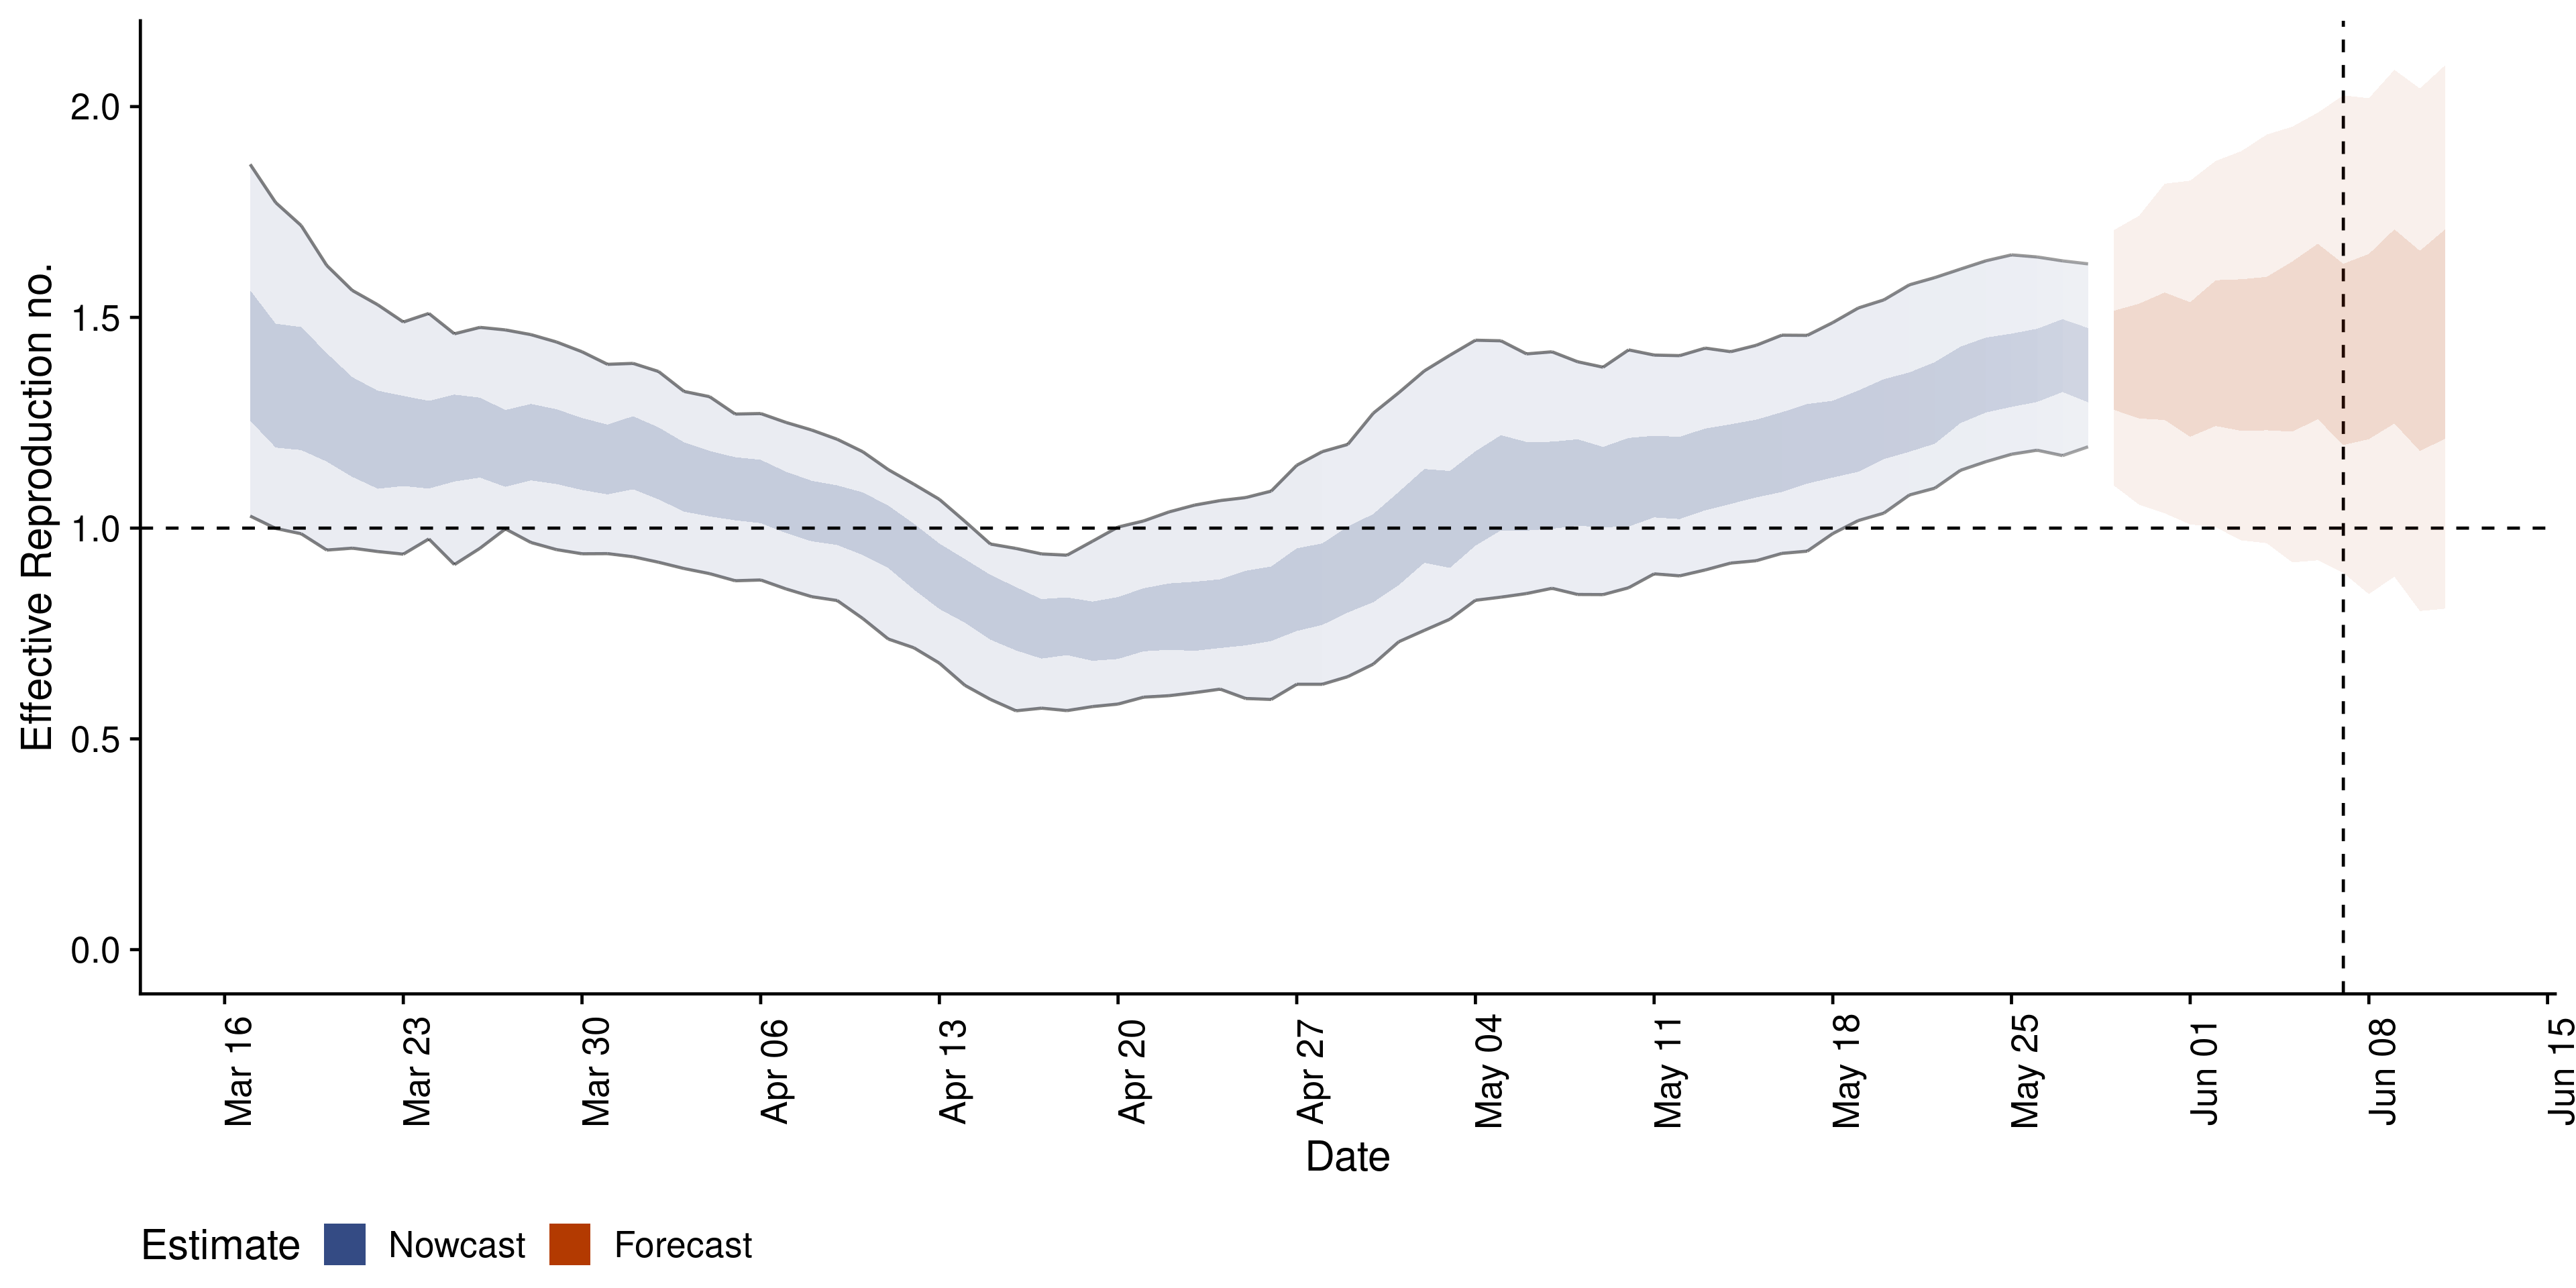 Effective Reproduction no.
2.0
1.5
1.0
0.5
0.0
Mar 16
Mar 23
Mar 30
Apr 06
Apr 13
Apr 20
Apr 27
May 04
May 11
May 18
May 25
Jun 01
Jun 08
Jun 15
Date
Estimate Nowcast Forecast